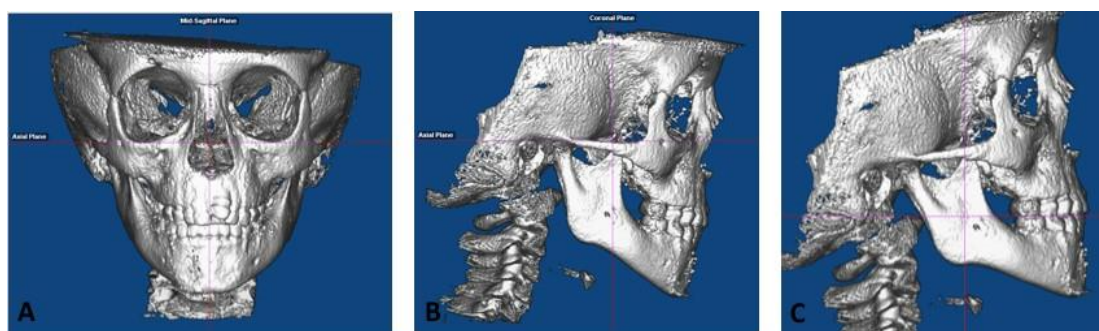 Mid Sagittal Plane
Axial Plane
A
Coronal Plane
Axial Plane
B
C